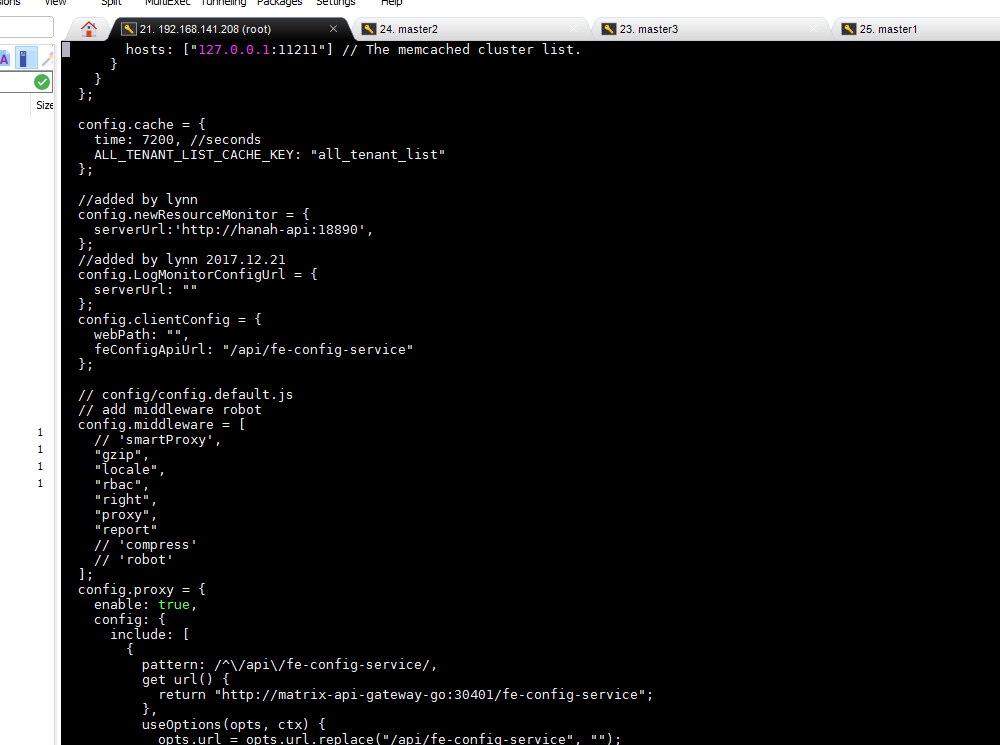 View Split MultiExec Tunneling Packages Settings Help
21. 192.168.141.208 (root)
24. master2
23. master3
25. master1
A
Size
1
1
1
1
hosts: ["127.0.0.1:11211"] // The memcached cluster list.
}
}
};
config.cache = {
time: 7200, //seconds
ALL_TENANT_LIST_CACHE_KEY: "all_tenant_list"
};
//added by lynn
config.newResourceMonitor = {
serverUrl:'http://hanah-api:18890',
};
//added by lynn 2017.12.21
config.LogMonitorConfigUrl = {
serverUrl: ""
};
config.clientConfig = {
webPath: "",
feConfigApiUrl: "/api/fe-config-service"
};
// config/config.default.js
// add middleware robot
config.middleware = [
// 'smartProxy',
"gzip",
"locale",
"rbac",
"right",
"proxy",
"report"
// 'compress'
// 'robot'
];
config.proxy = {
enable: true,
config: {
include: [
{
pattern: /^\/api\/fe-config-service/,
get url() {
return "http://matrix-api-gateway-go:30401/fe-config-service";
},
useOptions(opts, ctx) {
opts.url = opts.url.replace("/api/fe-config-service", "");